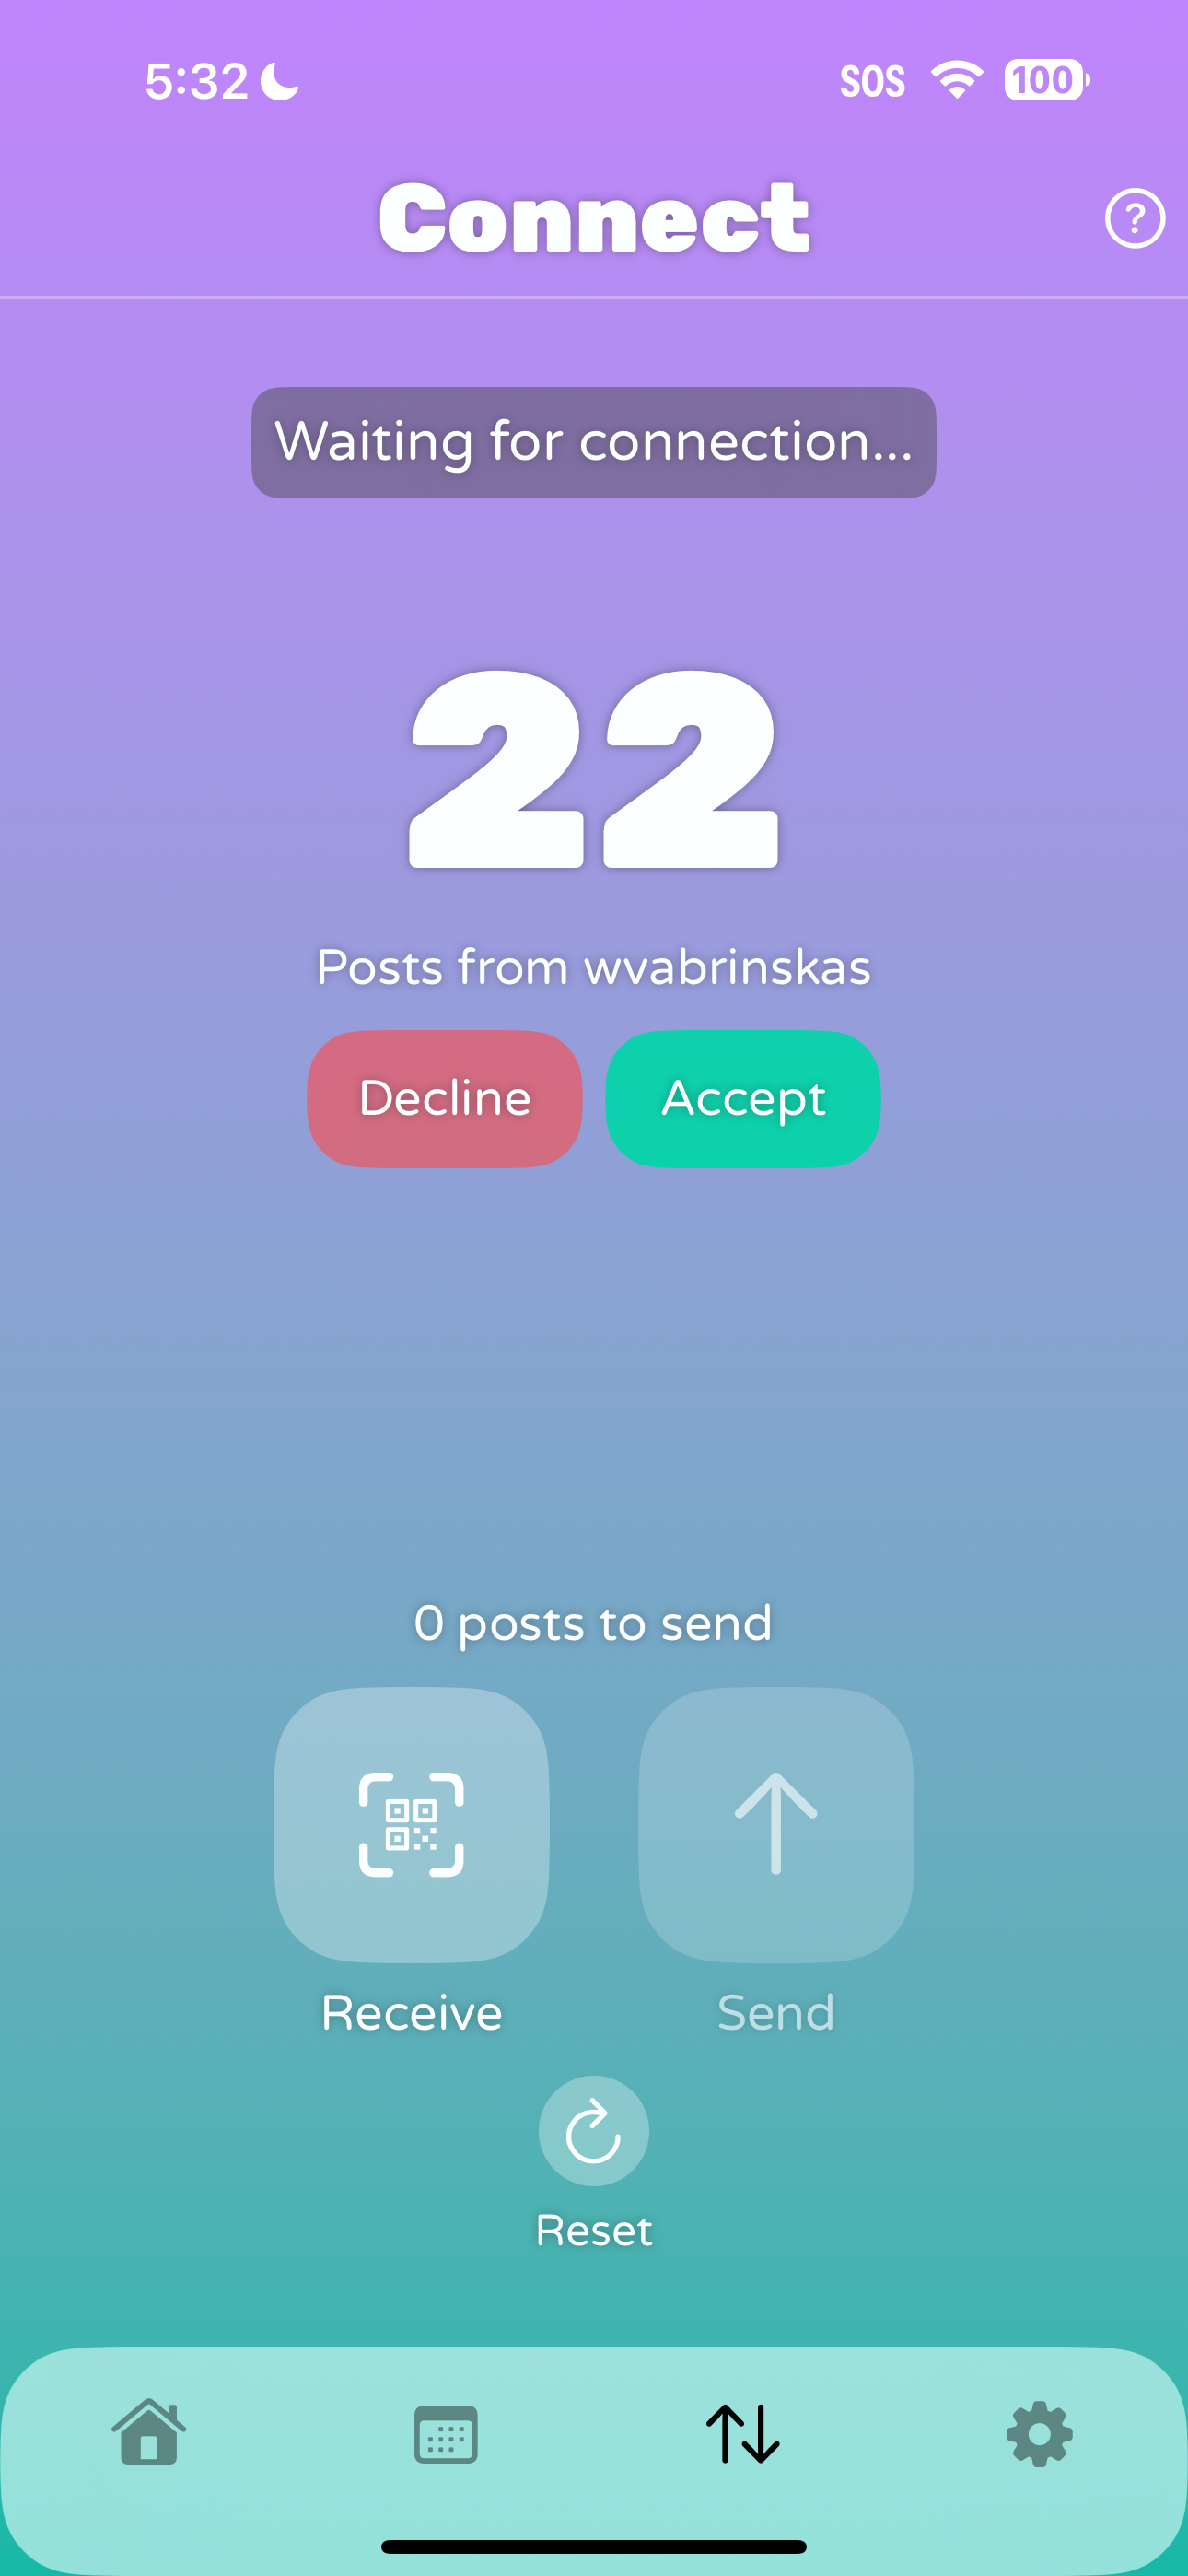 5:32 SOS 100
Connect ?
Waiting for connection...
22
Posts from wvabrinskas
Decline Accept
0 posts to send
Receive Send
Reset